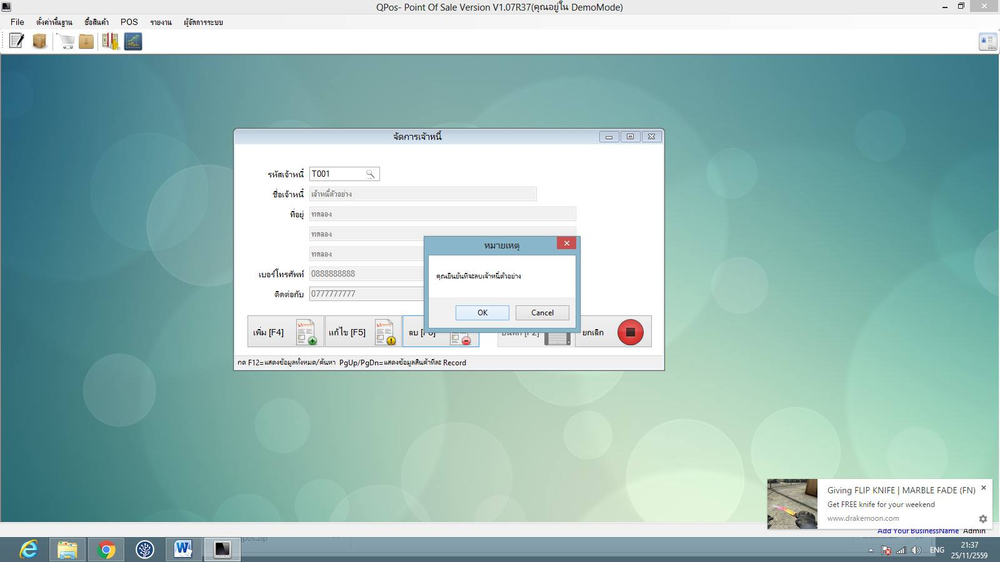 QPos- Point Of Sale Version V1.07R37(คุณอยู่ใน DemoMode)
File ตั้งค่าพื้นฐาน ซื้อสินค้า POS รายงาน ผู้จัดการระบบ
จัดการเจ้าหนี้
รหัสเจ้าหนี้ T001
ชื่อเจ้าหนี้ เจ้าหนี้ตัวอย่าง
ที่อยู่ ทดลอง
ทดลอง
ทดลอง
เบอร์โทรศัพท์ 0888888888
ติดต่อกับ 0777777777
หมายเหตุ
คุณยืนยันที่จะลบเจ้าหนี้ตัวอย่าง
OK Cancel
เพิ่ม [F4] แก้ไข [F5] ลบ [F6] บันทึก [F2] ยกเลิก
กด F12=แสดงข้อมูลทั้งหมด/ค้นหา PgUp/PgDn=แสดงข้อมูลสินค้าทีละ Record
Giving FLIP KNIFE | MARBLE FADE (FN)
Get FREE knife for your weekend
www.drakemoon.com
Add Your BusinessName Admin
pos.zip
ENG 21:37
25/11/2559